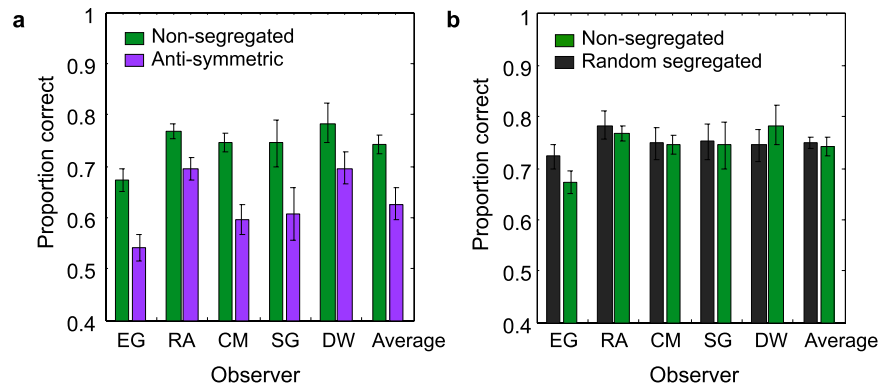 a
Non-segregated
Anti-symmetric
Proportion correct
1
0.9
0.8
0.7
0.6
0.5
0.4
EG RA CM SG DW Average
Observer
b
Non-segregated
Random segregated
Proportion correct
1
0.9
0.8
0.7
0.6
0.5
0.4
EG RA CM SG DW Average
Observer